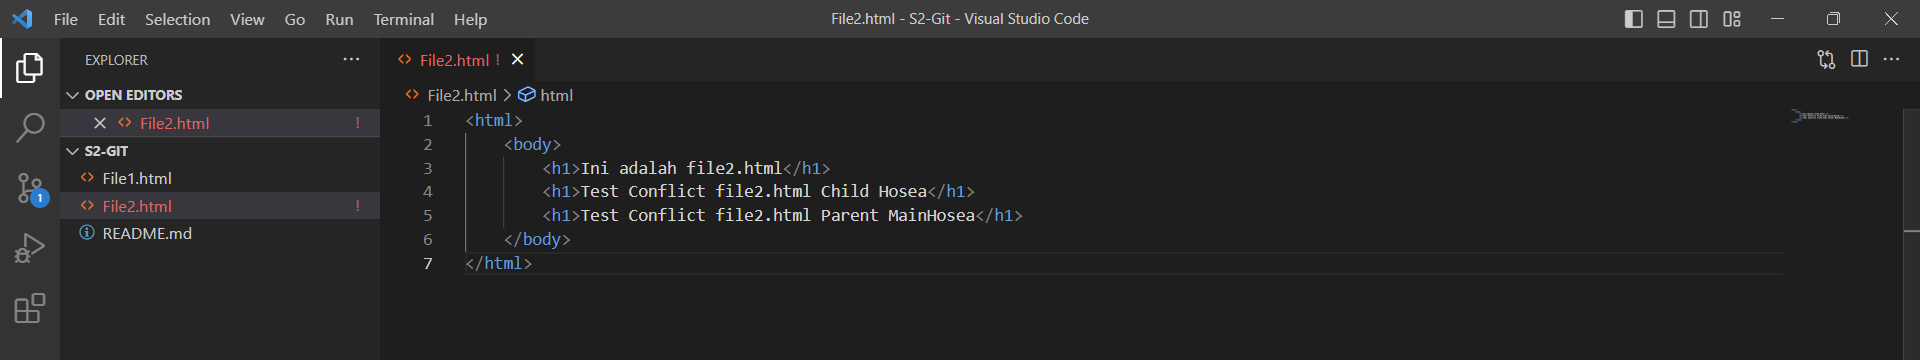 File Edit Selection View Go Run Terminal Help File2.html - S2-Git - Visual Studio Code
EXPLORER ···
OPEN EDITORS
File2.html !
S2-GIT
File1.html
File2.html !
README.md
1
File2.html !
File2.html > html
1 <html>
2 <body>
3 <h1>Ini adalah file2.html</h1>
4 <h1>Test Conflict file2.html Child Hosea</h1>
5 <h1>Test Conflict file2.html Parent MainHosea</h1>
6 </body>
7 </html>